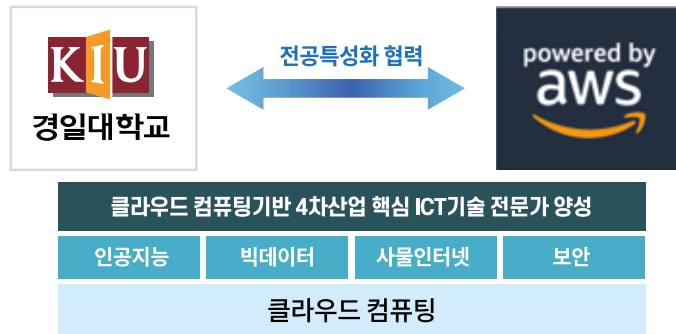 KIU
경일대학교
전공특성화 협력
powered by
aws
클라우드 컴퓨팅기반 4차산업 핵심 ICT기술 전문가 양성
인공지능
빅데이터
사물인터넷
보안
클라우드 컴퓨팅